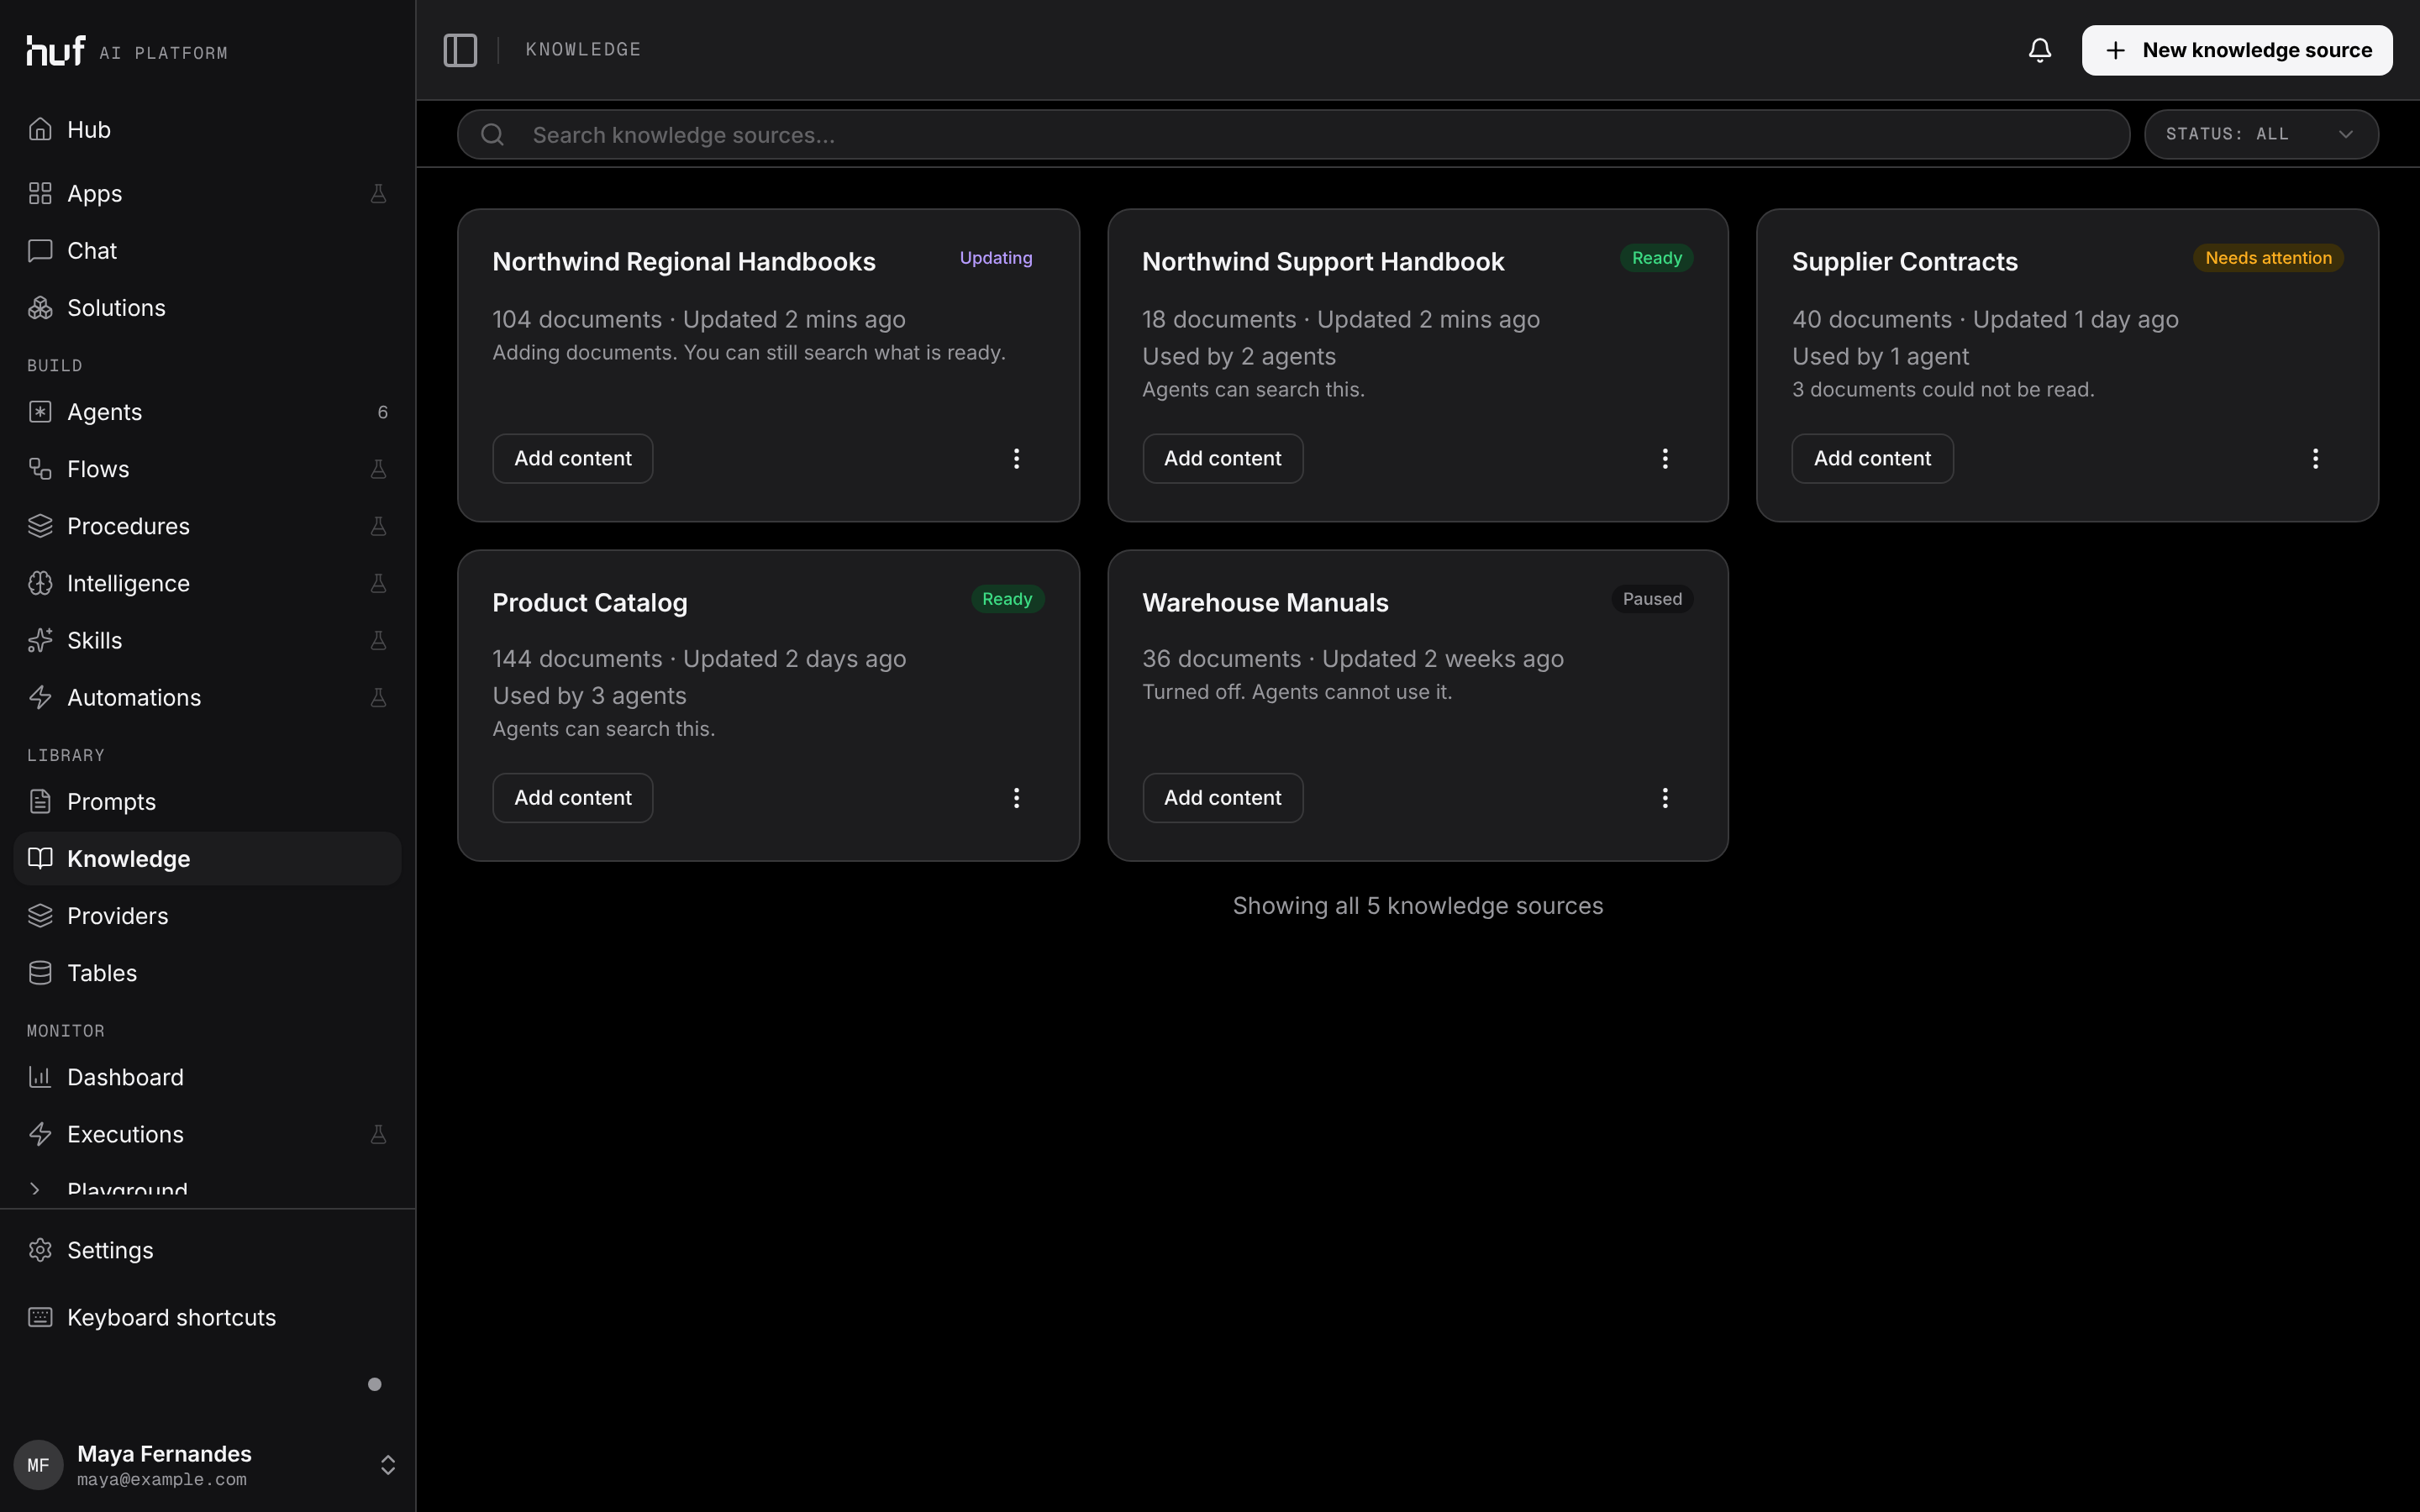 huf AI PLATFORM
Hub
Apps
Chat
Solutions
BUILD
Agents 6
Flows
Procedures
Intelligence
Skills
Automations
LIBRARY
Prompts
Knowledge
Providers
Tables
MONITOR
Dashboard
Executions
Playground
Settings
Keyboard shortcuts
MF
Maya Fernandes
maya@example.com
KNOWLEDGE
New knowledge source
Search knowledge sources...
STATUS: ALL
Northwind Regional Handbooks Updating
104 documents · Updated 2 mins ago
Adding documents. You can still search what is ready.
Add content
Northwind Support Handbook Ready
18 documents · Updated 2 mins ago
Used by 2 agents
Agents can search this.
Add content
Supplier Contracts Needs attention
40 documents · Updated 1 day ago
Used by 1 agent
3 documents could not be read.
Add content
Product Catalog Ready
144 documents · Updated 2 days ago
Used by 3 agents
Agents can search this.
Add content
Warehouse Manuals Paused
36 documents · Updated 2 weeks ago
Turned off. Agents cannot use it.
Add content
Showing all 5 knowledge sources